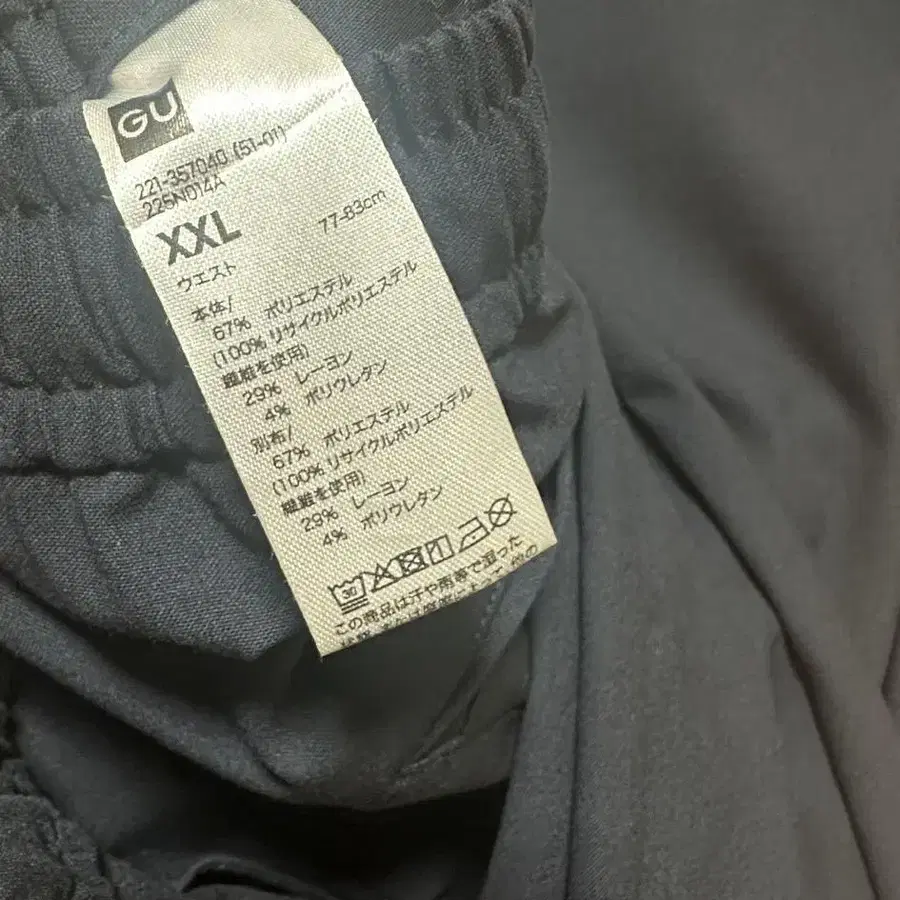 GU
221-357040 (51-01)
225N014A
XXL
ウエスト 77-83cm
本体/
67% ポリエステル
(100% リサイクルポリエステル
繊維を使用)
29% レーヨン
4% ポリウレタン
別布/
67% ポリエステル
(100% リサイクルポリエステル
繊維を使用)
29% レーヨン
4% ポリウレタン
30
この商品は汗や雨等で湿った